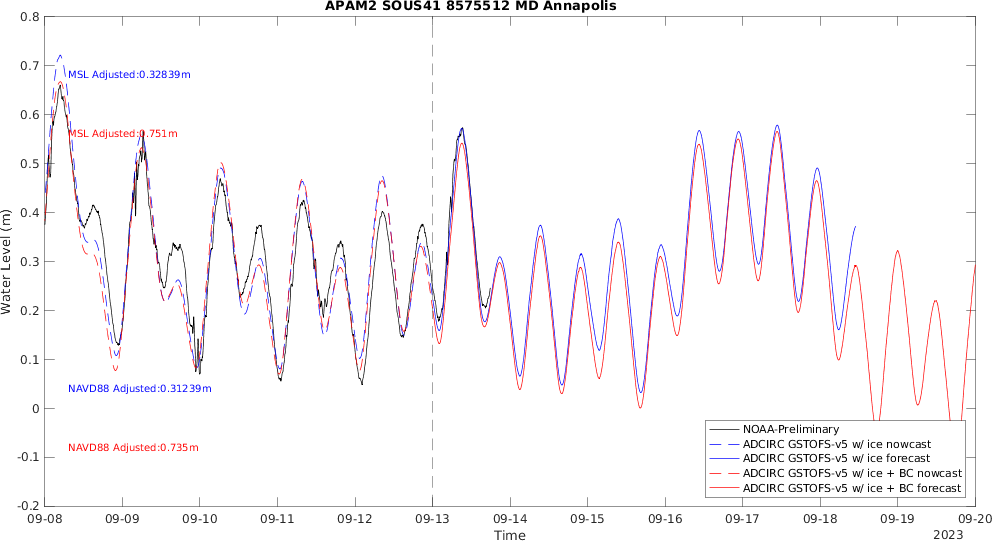 APAM2 SOUS41 8575512 MD Annapolis
0.8
0.7
0.6
0.5
0.4
0.3
0.2
0.1
0
-0.1
-0.2
Water Level (m)
MSL Adjusted:0.32839m
MSL Adjusted:0.751m
NAVD88 Adjusted:0.31239m
NAVD88 Adjusted:0.735m
NOAA-Preliminary
ADCIRC GSTOFS-v5 w/ ice nowcast
ADCIRC GSTOFS-v5 w/ ice forecast
ADCIRC GSTOFS-v5 w/ ice + BC nowcast
ADCIRC GSTOFS-v5 w/ ice + BC forecast
09-08 09-09 09-10 09-11 09-12 09-13 09-14 09-15 09-16 09-17 09-18 09-19 09-20
Time
2023